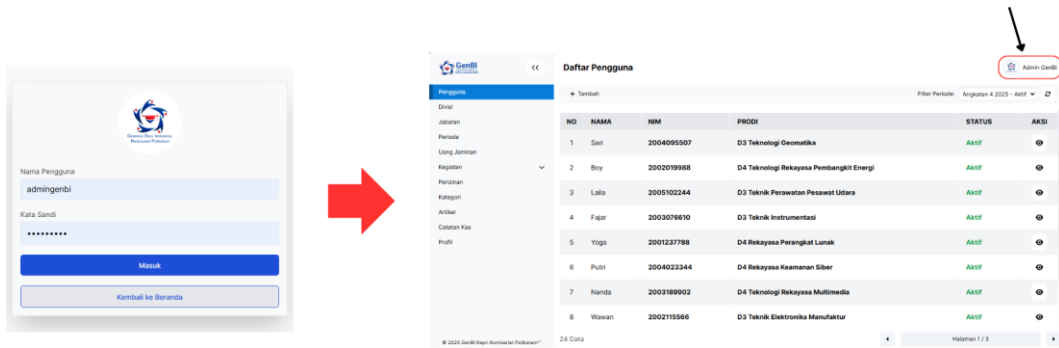 Generasi Baru Indonesia
Komisariat Polbatam
Nama Pengguna
admingenbi
Kata Sandi
•••••••••
Masuk
Kembali ke Beranda
GenBI
<<
Daftar Pengguna
Admin GenBI
Pengguna
Divisi
Jabatan
Periode
Uang Jaminan
Kegiatan
Perizinan
Kategori
Artikel
Catatan Kas
Profil
© 2025 GenBI Kepri Komisariat Polbatam™
+ Tambah
Filter Periode: Angkatan 4 2025 - Aktif
NO NAMA NIM PRODI STATUS AKSI
1 Sari 2004095507 D3 Teknologi Geomatika Aktif
2 Boy 2002019988 D4 Teknologi Rekayasa Pembangkit Energi Aktif
3 Laila 2005102244 D3 Teknik Perawatan Pesawat Udara Aktif
4 Fajar 2003076610 D3 Teknik Instrumentasi Aktif
5 Yoga 2001237788 D4 Rekayasa Perangkat Lunak Aktif
6 Putri 2004023344 D4 Rekayasa Keamanan Siber Aktif
7 Nanda 2003189902 D4 Teknologi Rekayasa Multimedia Aktif
8 Wawan 2002115566 D3 Teknik Elektronika Manufaktur Aktif
24 Data
Halaman 1 / 3